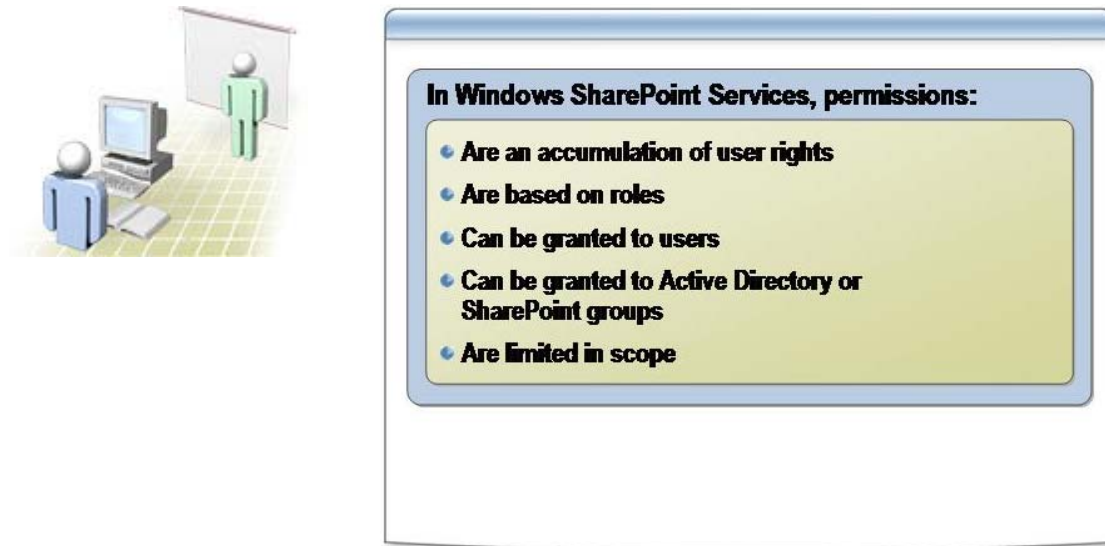 In Windows SharePoint Services, permissions:
Are an accumulation of user rights
Are based on roles
Can be granted to users
Can be granted to Active Directory or
SharePoint groups
Are limited in scope